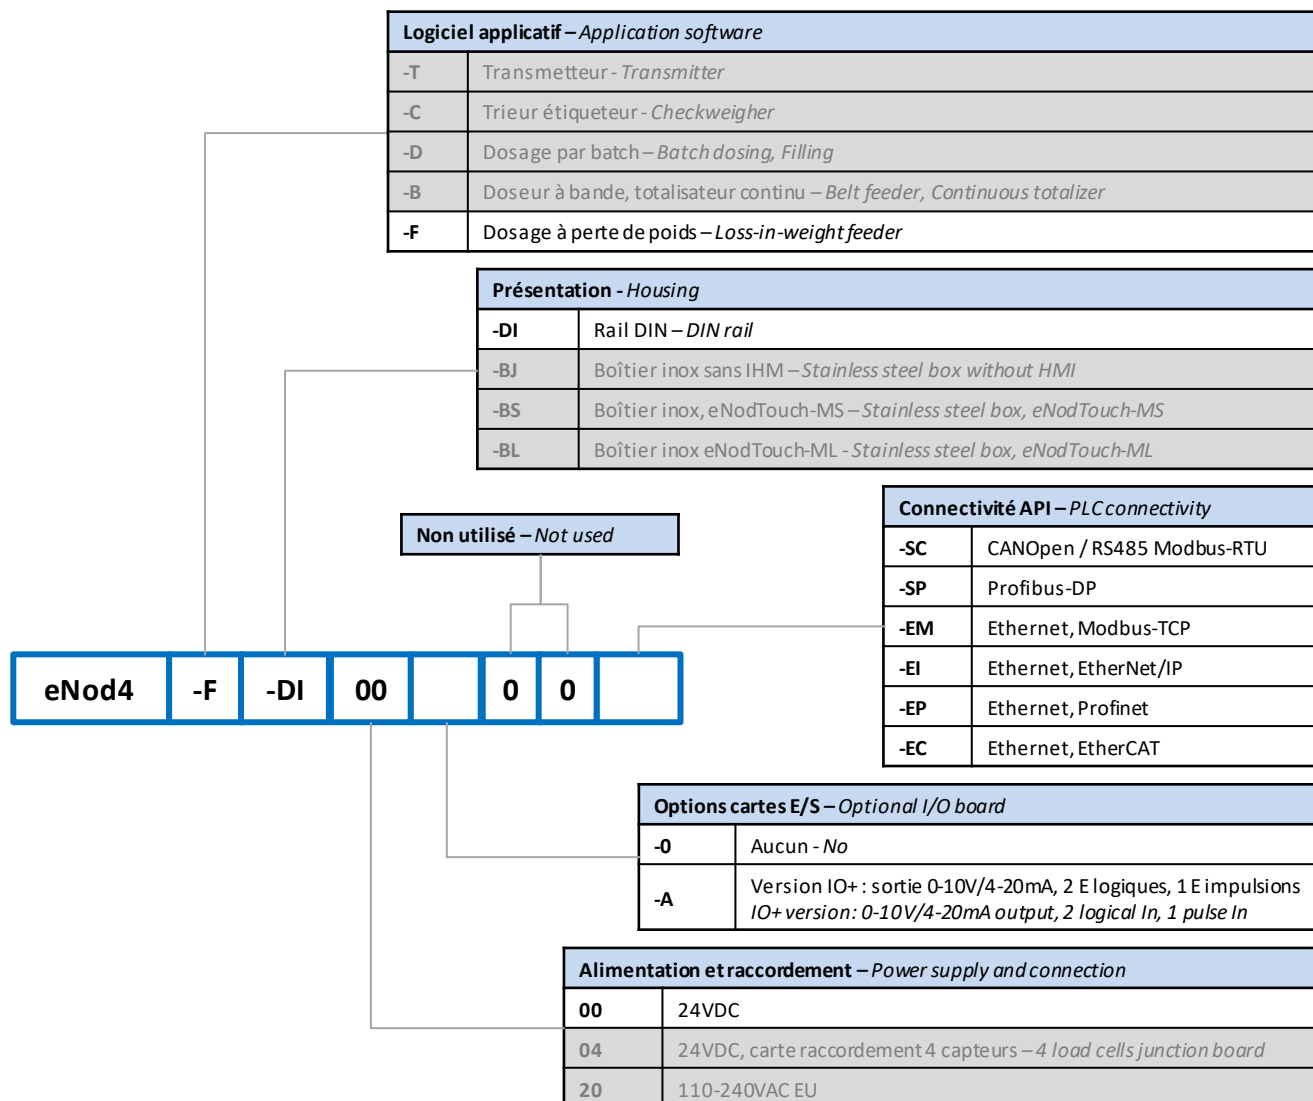 Logiciel applicatif – Application software
-T Transmetteur - Transmitter
-C Trieur étiqueteur - Checkweigher
-D Dosage par batch – Batch dosing, Filling
-B Doseur à bande, totalisateur continu – Belt feeder, Continuous totalizer
-F Dosage à perte de poids – Loss-in-weight feeder
Présentation - Housing
-DI Rail DIN – DIN rail
-BJ Boîtier inox sans IHM – Stainless steel box without HMI
-BS Boîtier inox, eNodTouch-MS – Stainless steel box, eNodTouch-MS
-BL Boîtier inox eNodTouch-ML - Stainless steel box, eNodTouch-ML
Non utilisé – Not used
Connectivité API – PLC connectivity
-SC CANOpen / RS485 Modbus-RTU
-SP Profibus-DP
-EM Ethernet, Modbus-TCP
-EI Ethernet, EtherNet/IP
-EP Ethernet, Profinet
-EC Ethernet, EtherCAT
eNod4 -F -DI 00 0 0
Options cartes E/S – Optional I/O board
-0 Aucun - No
-A Version IO+ : sortie 0-10V/4-20mA, 2 E logiques, 1 E impulsions
IO+ version: 0-10V/4-20mA output, 2 logical In, 1 pulse In
Alimentation et raccordement – Power supply and connection
00 24VDC
04 24VDC, carte raccordement 4 capteurs – 4 load cells junction board
20 110-240VAC EU